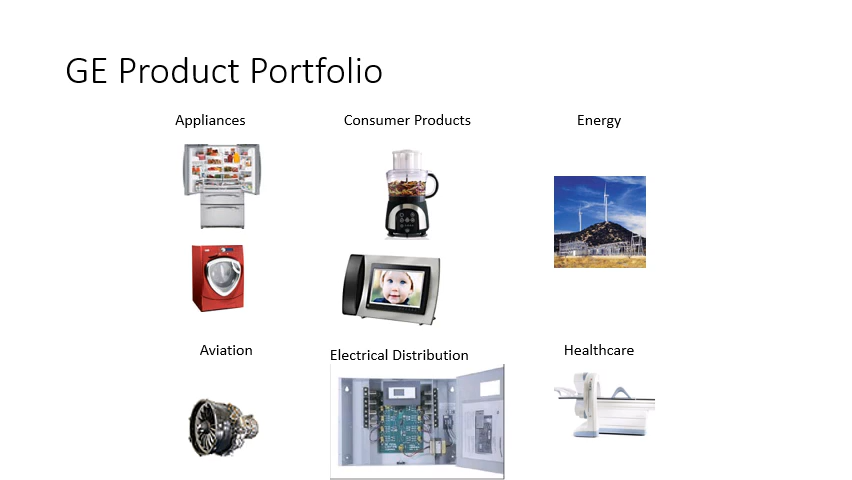 GE Product Portfolio
Appliances
Consumer Products
Energy
Aviation
Electrical Distribution
Healthcare